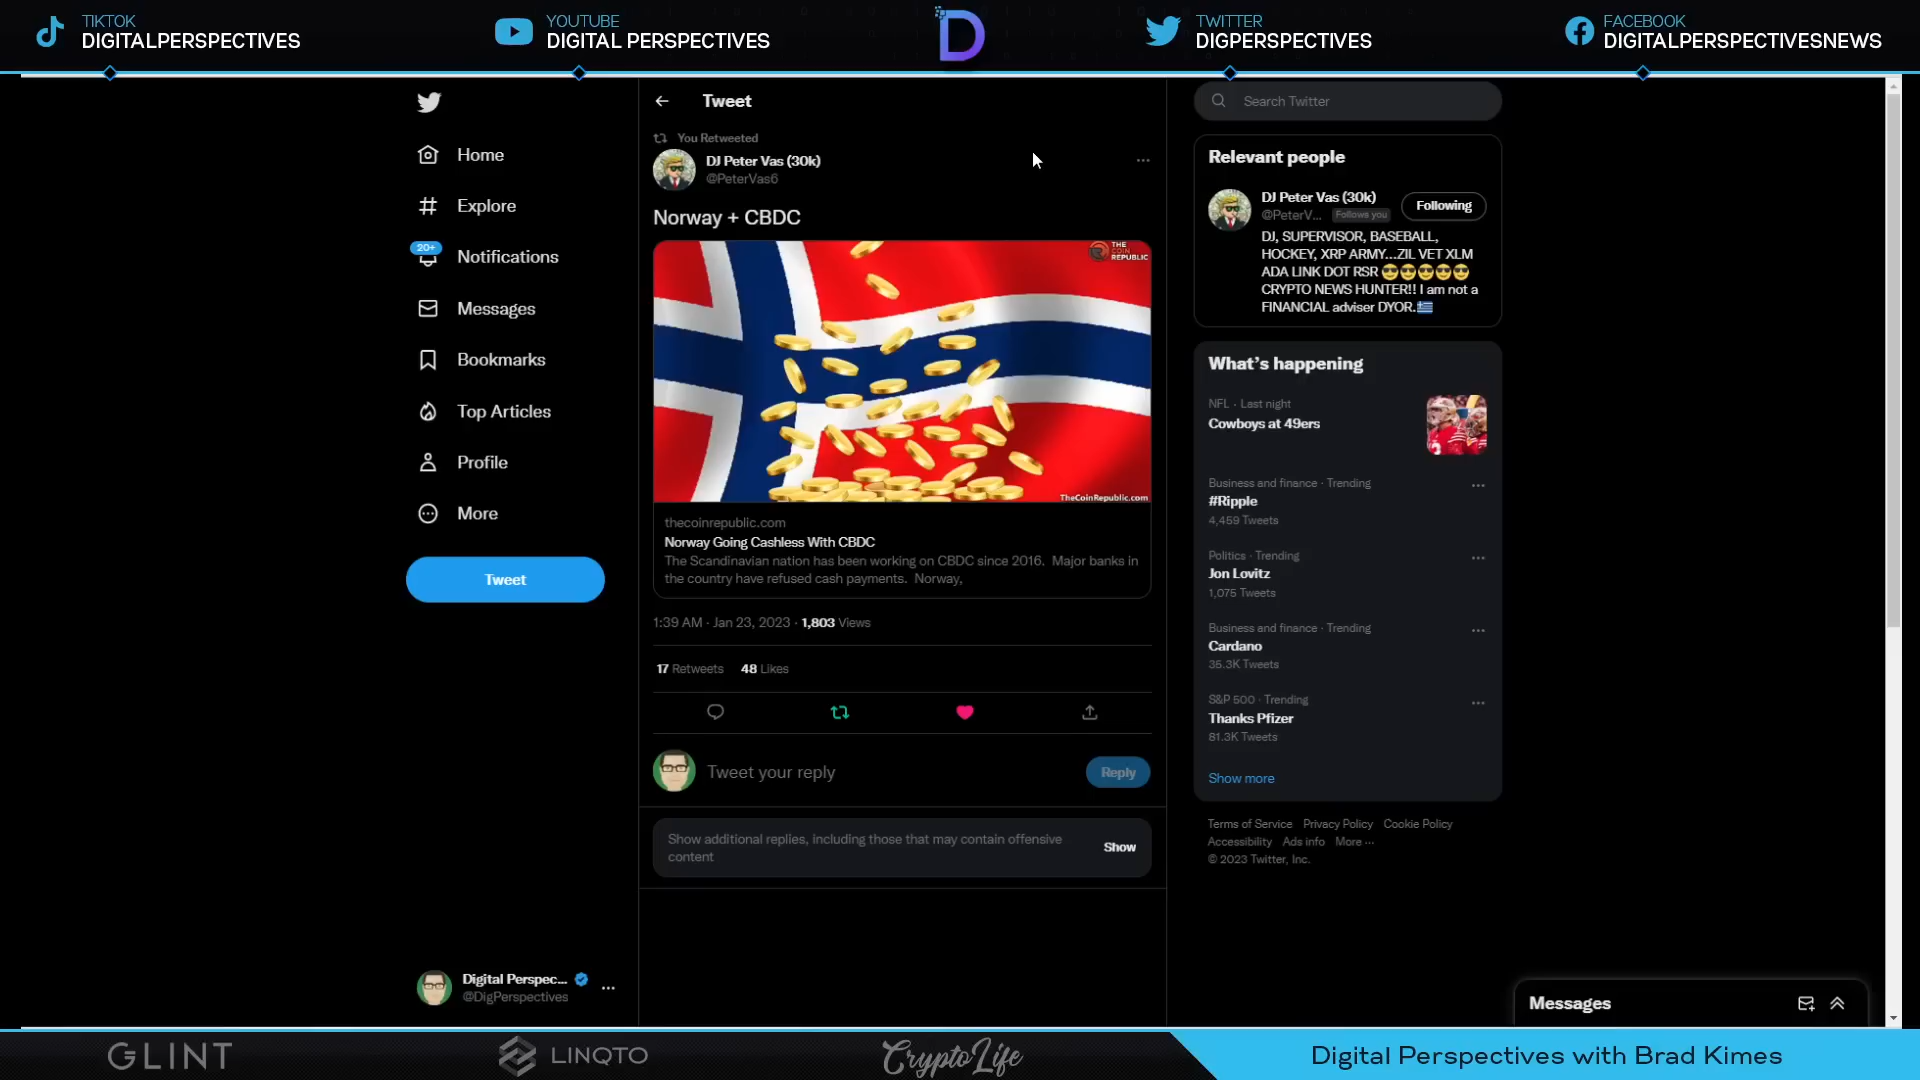 TIKTOK
DIGITALPERSPECTIVES
YOUTUBE
DIGITAL PERSPECTIVES
D
TWITTER
DIGPERSPECTIVES
FACEBOOK
DIGITALPERSPECTIVESNEWS
Home
Explore
20+
Notifications
Messages
Bookmarks
Top Articles
Profile
More
Tweet
Digital Perspec...
@DigPerspectives
Tweet
You Retweeted
DJ Peter Vas (30k)
@PeterVas6
Norway + CBDC
THE
COIN
REPUBLIC
TheCoinRepublic.com
thecoinrepublic.com
Norway Going Cashless With CBDC
The Scandinavian nation has been working on CBDC since 2016. Major banks in
the country have refused cash payments. Norway,
1:39 AM · Jan 23, 2023 · 1,803 Views
17 Retweets 48 Likes
Tweet your reply
Reply
Show additional replies, including those that may contain offensive
content
Show
Search Twitter
Relevant people
DJ Peter Vas (30k)
@PeterV... Follows you
Following
DJ, SUPERVISOR, BASEBALL,
HOCKEY, XRP ARMY...ZIL VET XLM
ADA LINK DOT RSR 😎😎😎😎😎
CRYPTO NEWS HUNTER!! I am not a
FINANCIAL adviser DYOR.🇬🇷
What's happening
NFL · Last night
Cowboys at 49ers
Business and finance · Trending
#Ripple
4,459 Tweets
Politics · Trending
Jon Lovitz
1,075 Tweets
Business and finance · Trending
Cardano
35.3K Tweets
S&P 500 · Trending
Thanks Pfizer
81.3K Tweets
Show more
Terms of Service Privacy Policy Cookie Policy
Accessibility Ads info More ···
© 2023 Twitter, Inc.
Messages
GLINT
LINQTO
CryptoLife
Digital Perspectives with Brad Kimes